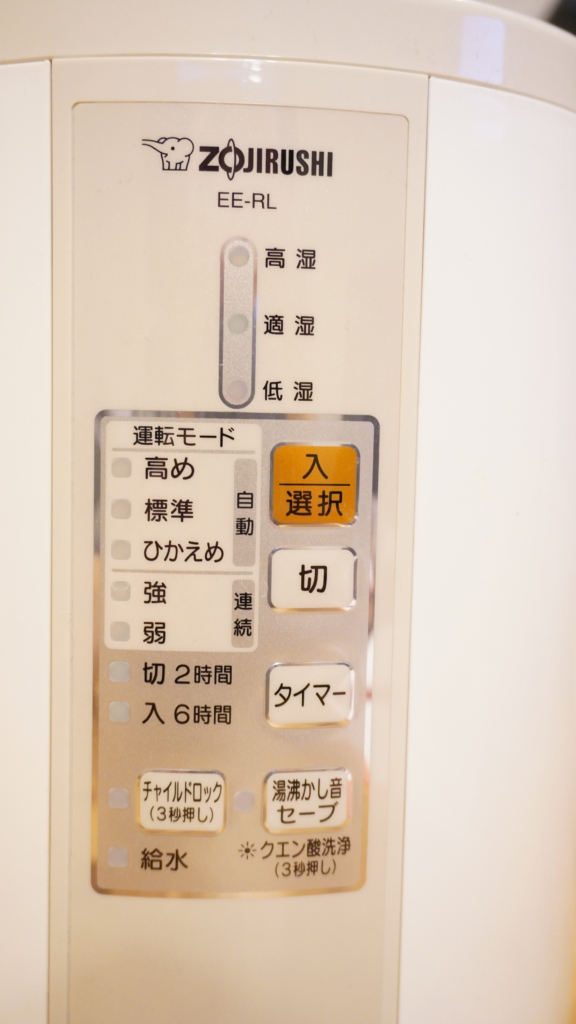 ZOJIRUSHI
EE-RL
高湿
適湿
低湿
運転モード
高め
標準
ひかえめ
自動
強
弱
連続
入
選択
切
切 2時間
入 6時間
タイマー
チャイルドロック
(3秒押し)
湯沸かし音
セーブ
給水
クエン酸洗浄
(3秒押し)